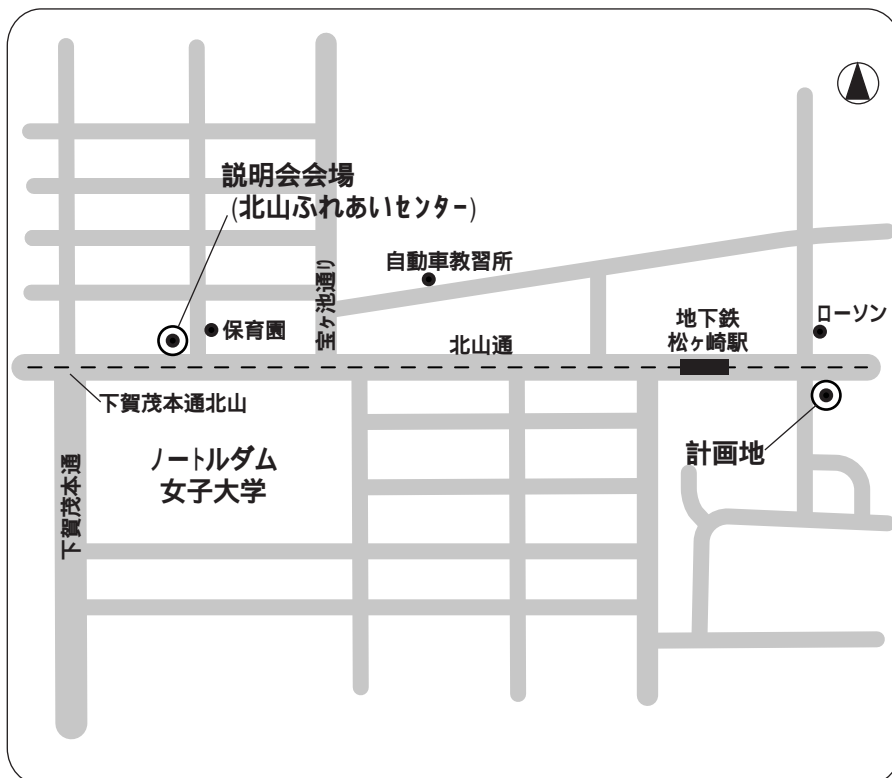 説明会会場
(北山ふれあいセンター)
自動車教習所
宝ヶ池通り
保育園
北山通
地下鉄
松ヶ崎駅
ローソン
下賀茂本通北山
下賀茂本通
ノートルダム
女子大学
計画地